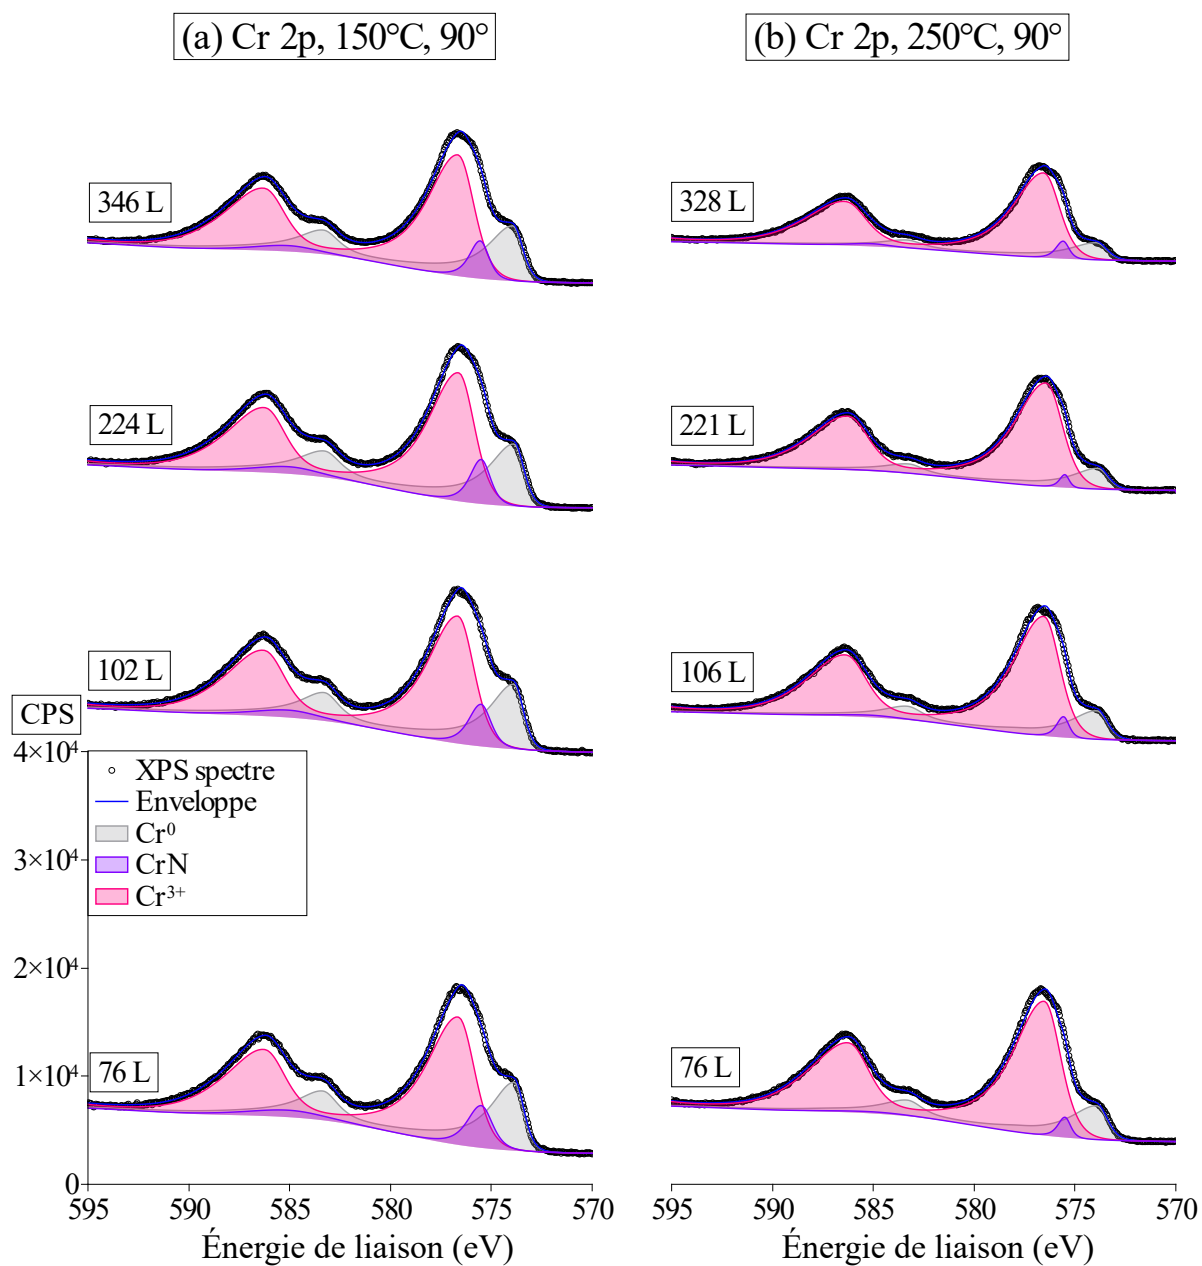 (a) Cr 2p, 150°C, 90°
(b) Cr 2p, 250°C, 90°
346 L
328 L
224 L
221 L
102 L
106 L
CPS
4×10⁴
XPS spectre
Enveloppe
Cr⁰
CrN
Cr³⁺
3×10⁴
2×10⁴
1×10⁴
76 L
76 L
0
595 590 585 580 575 570
595 590 585 580 575 570
Énergie de liaison (eV)
Énergie de liaison (eV)